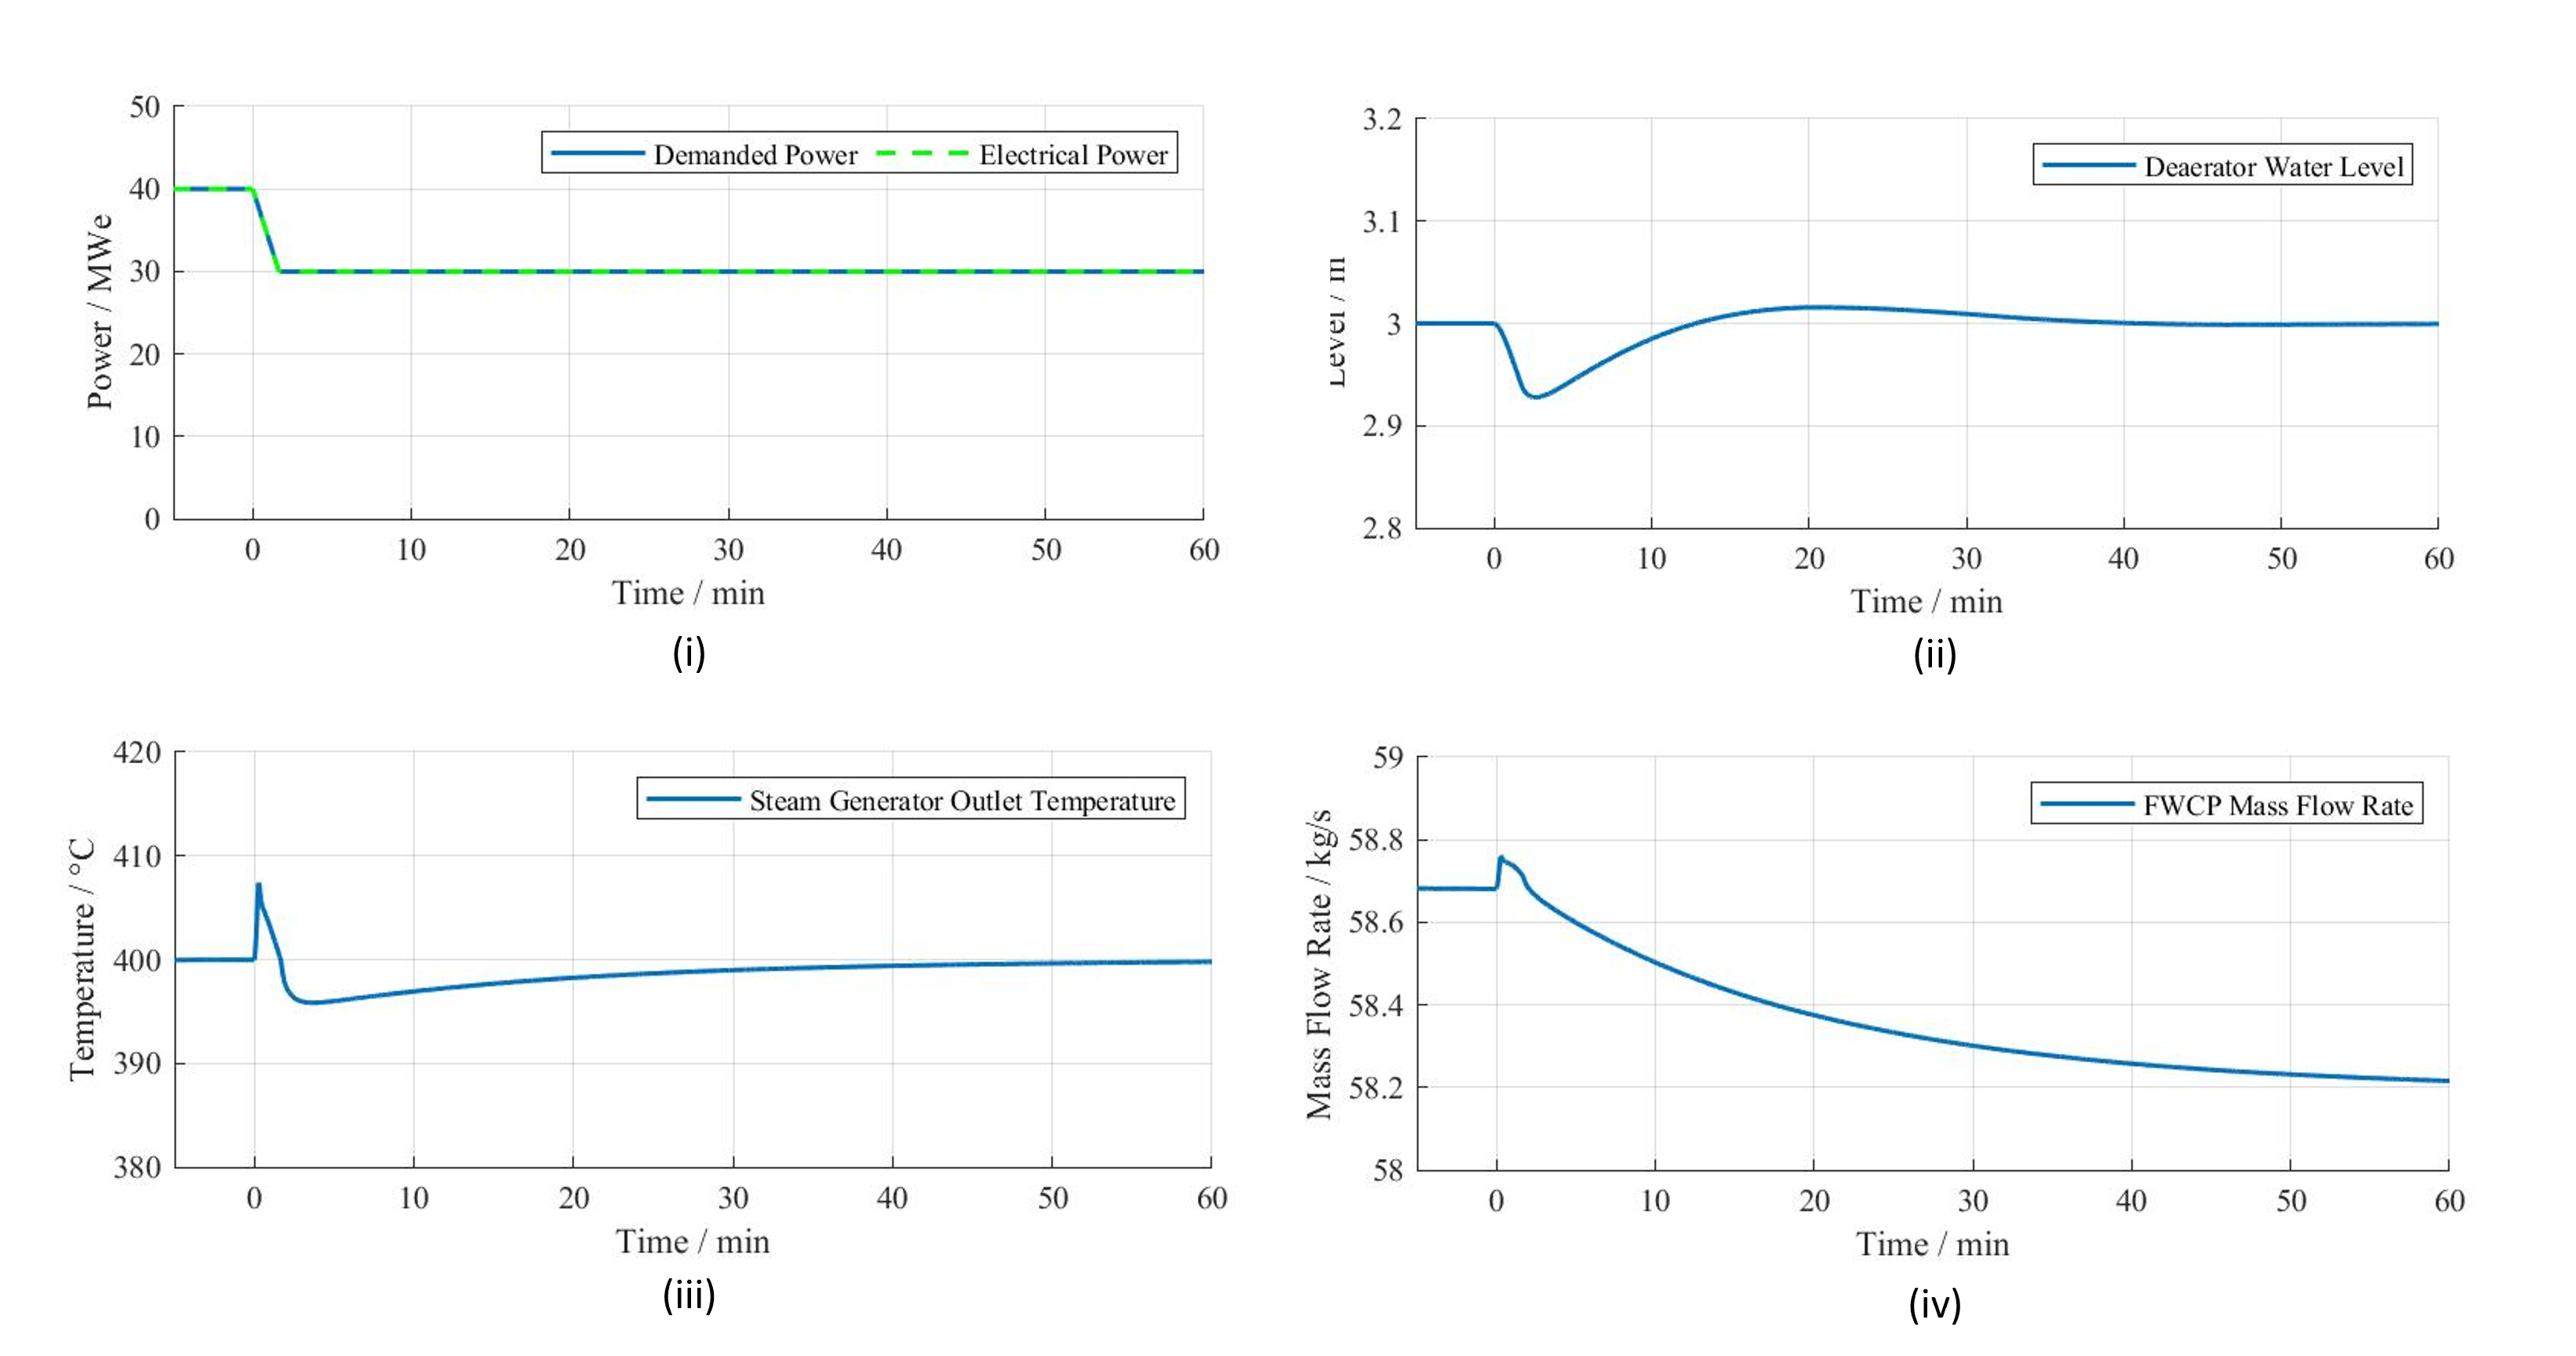 50
40
30
20
10
0
Power / MWe
Demanded Power Electrical Power
0 10 20 30 40 50 60
Time / min
(i)
3.2
3.1
3
2.9
2.8
Level / m
Deaerator Water Level
0 10 20 30 40 50 60
Time / min
(ii)
420
410
400
390
380
Temperature / °C
Steam Generator Outlet Temperature
0 10 20 30 40 50 60
Time / min
(iii)
59
58.8
58.6
58.4
58.2
58
Mass Flow Rate / kg/s
FWCP Mass Flow Rate
0 10 20 30 40 50 60
Time / min
(iv)